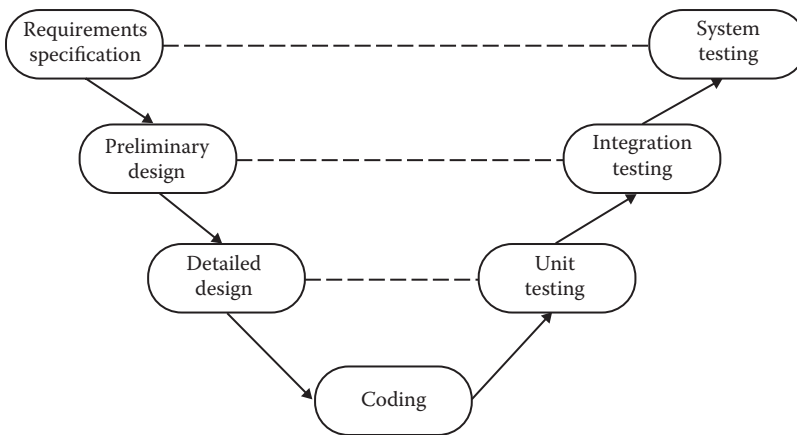 Requirements
specification
System
testing
Preliminary
design
Integration
testing
Detailed
design
Unit
testing
Coding